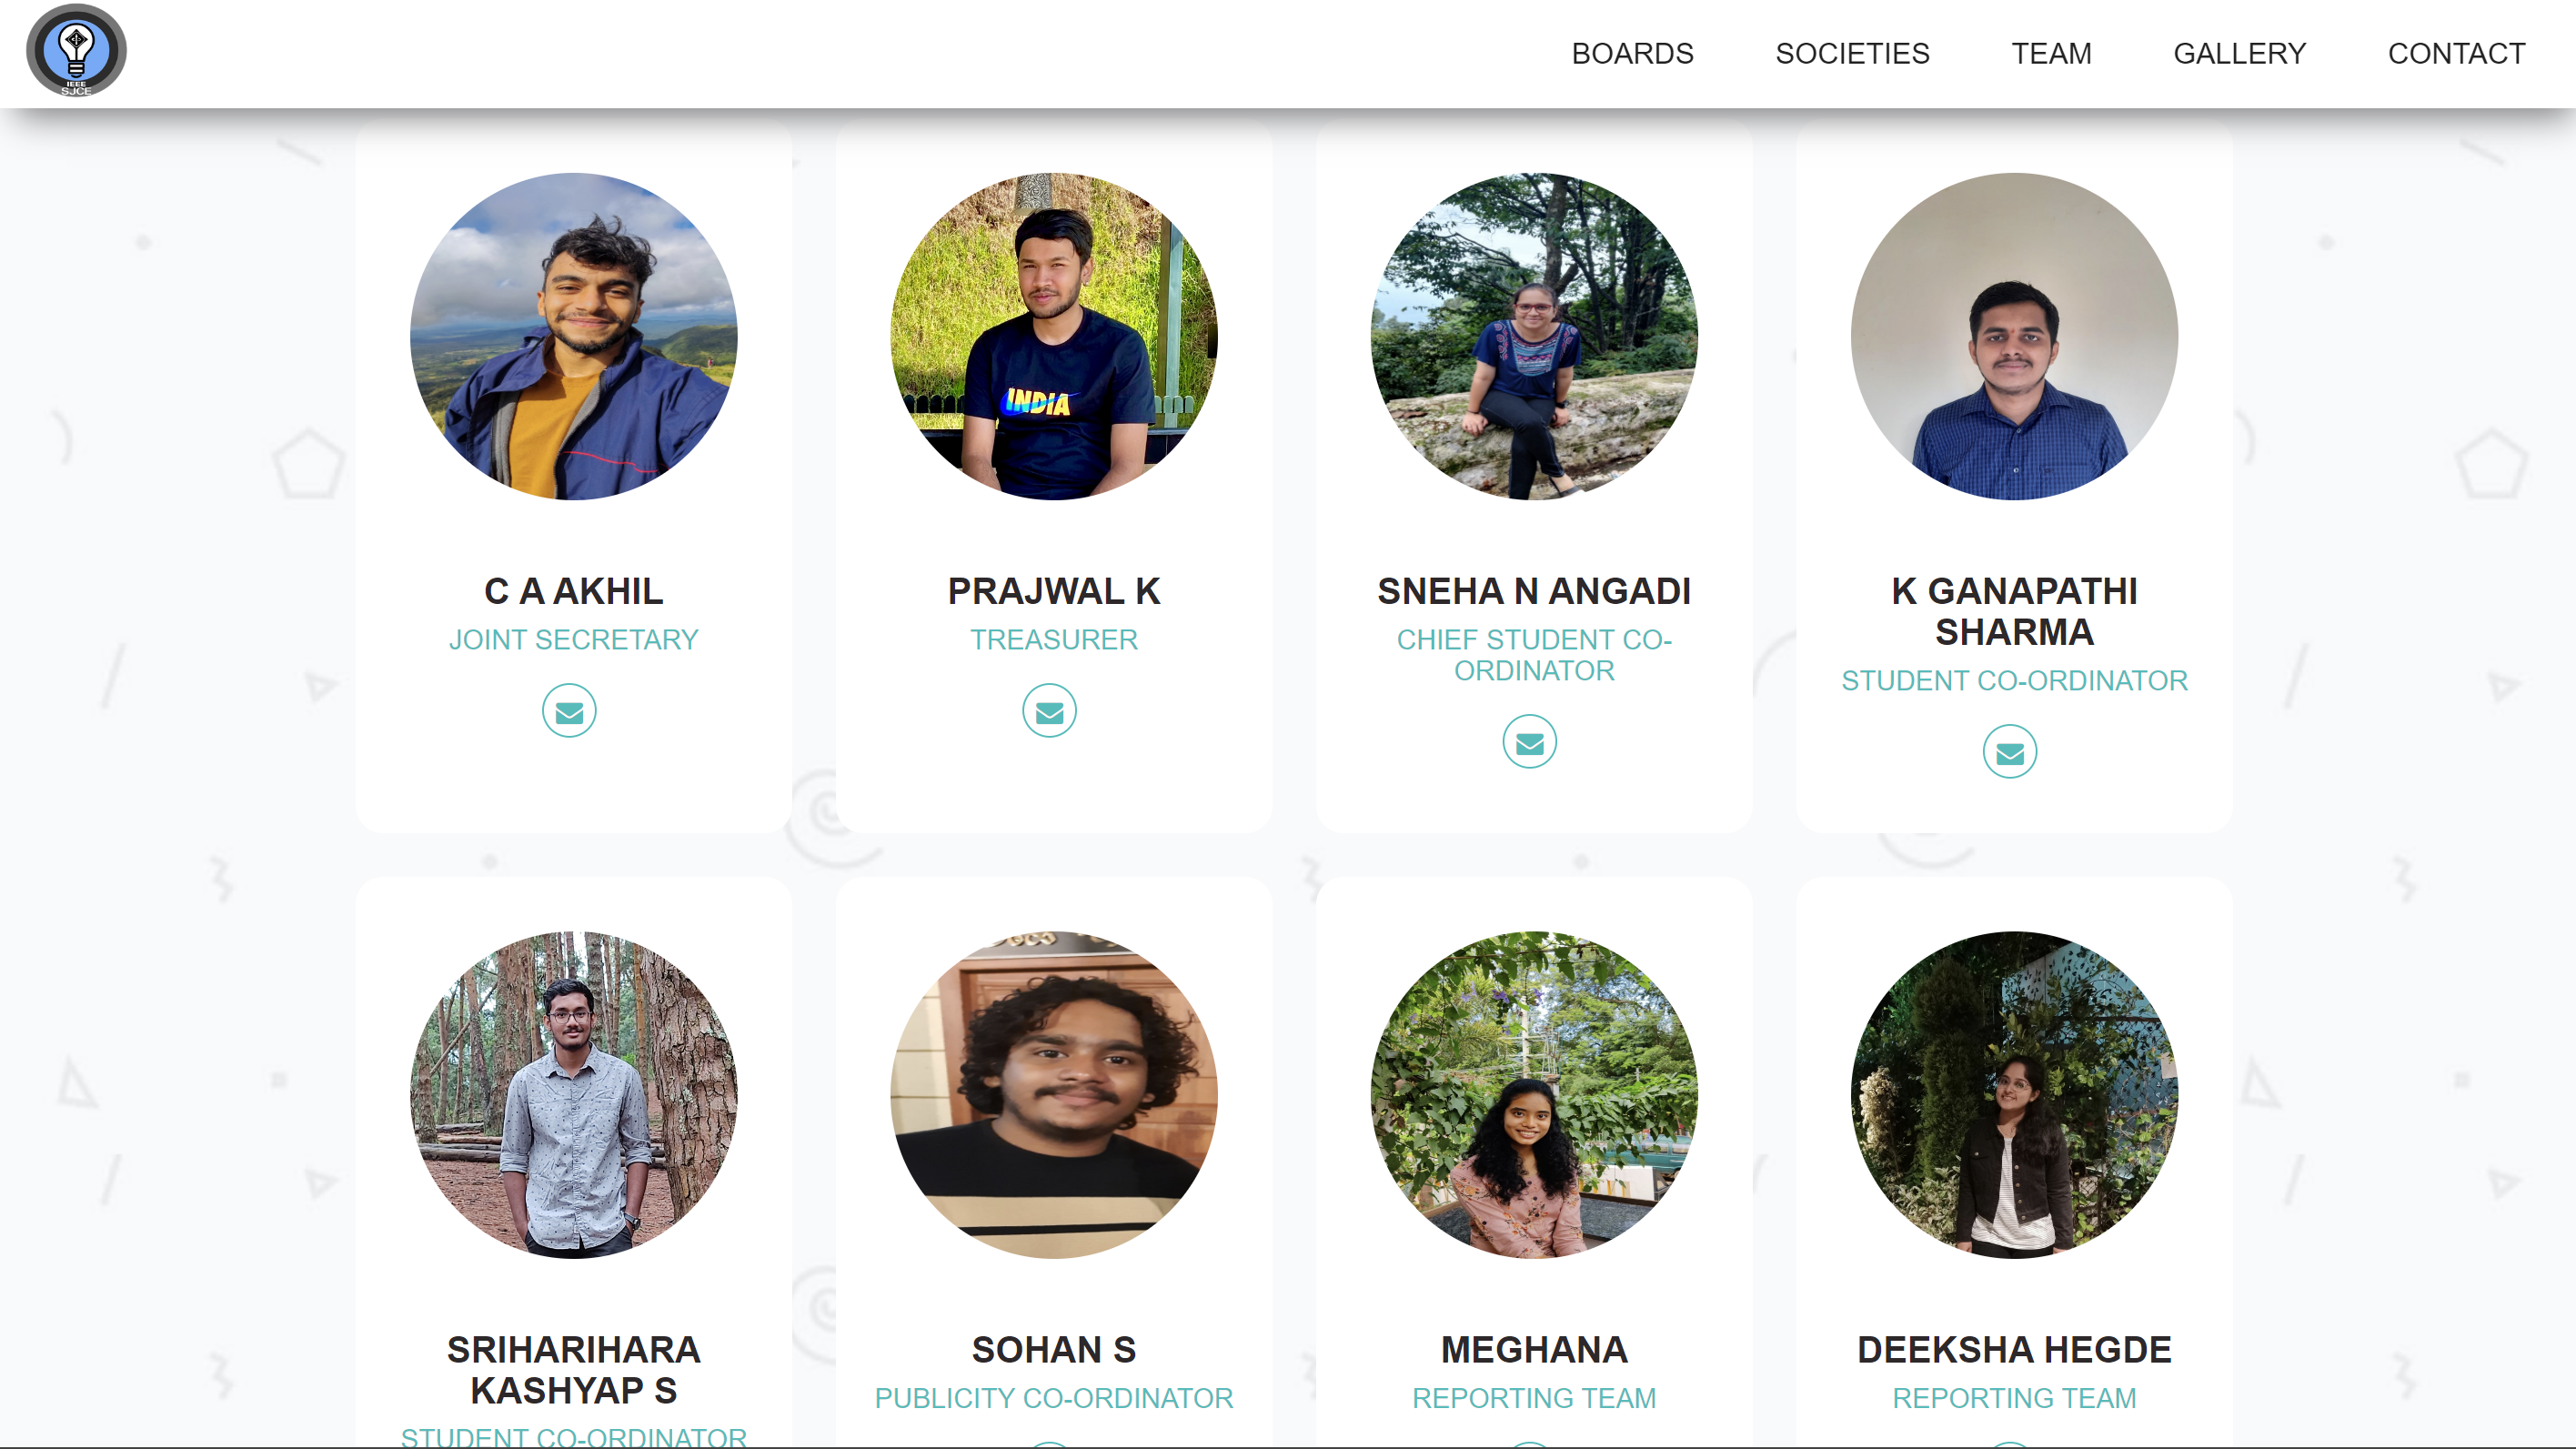 IEEE
SJCE
BOARDS
SOCIETIES
TEAM
GALLERY
CONTACT
INDIA
C A AKHIL
JOINT SECRETARY
PRAJWAL K
TREASURER
SNEHA N ANGADI
CHIEF STUDENT CO-
ORDINATOR
K GANAPATHI
SHARMA
STUDENT CO-ORDINATOR
SRIHARIHARA
KASHYAP S
STUDENT CO-ORDINATOR
SOHAN S
PUBLICITY CO-ORDINATOR
MEGHANA
REPORTING TEAM
DEEKSHA HEGDE
REPORTING TEAM